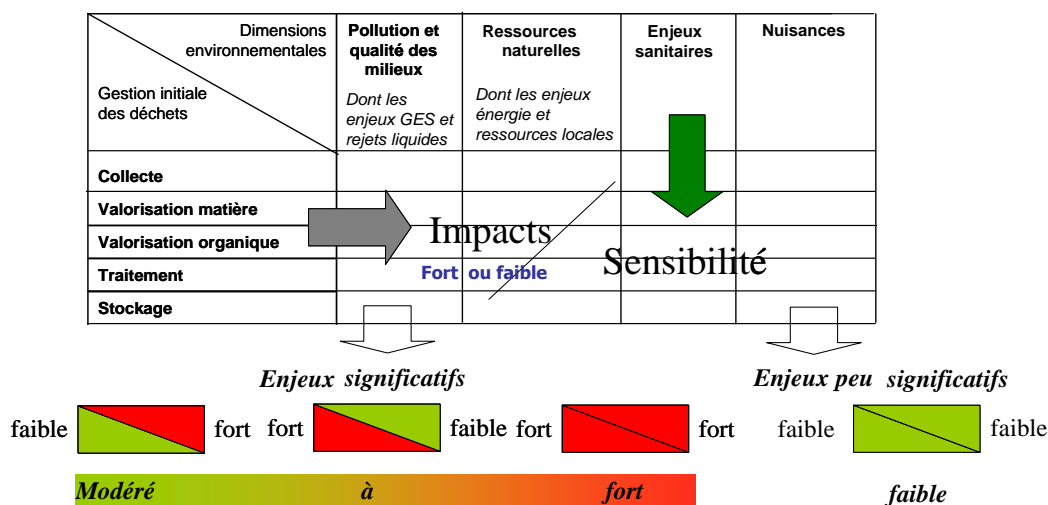 Dimensions
environnementales
Gestion initiale
des déchets
Pollution et
qualité des
milieux
Dont les
enjeux GES et
rejets liquides
Ressources
naturelles
Dont les enjeux
énergie et
ressources locales
Enjeux
sanitaires
Nuisances
Collecte
Valorisation matière
Valorisation organique
Traitement
Stockage
Impacts
Fort ou faible
Sensibilité
Enjeux significatifs
Enjeux peu significatifs
faible fort fort faible fort fort faible faible
Modéré à fort faible